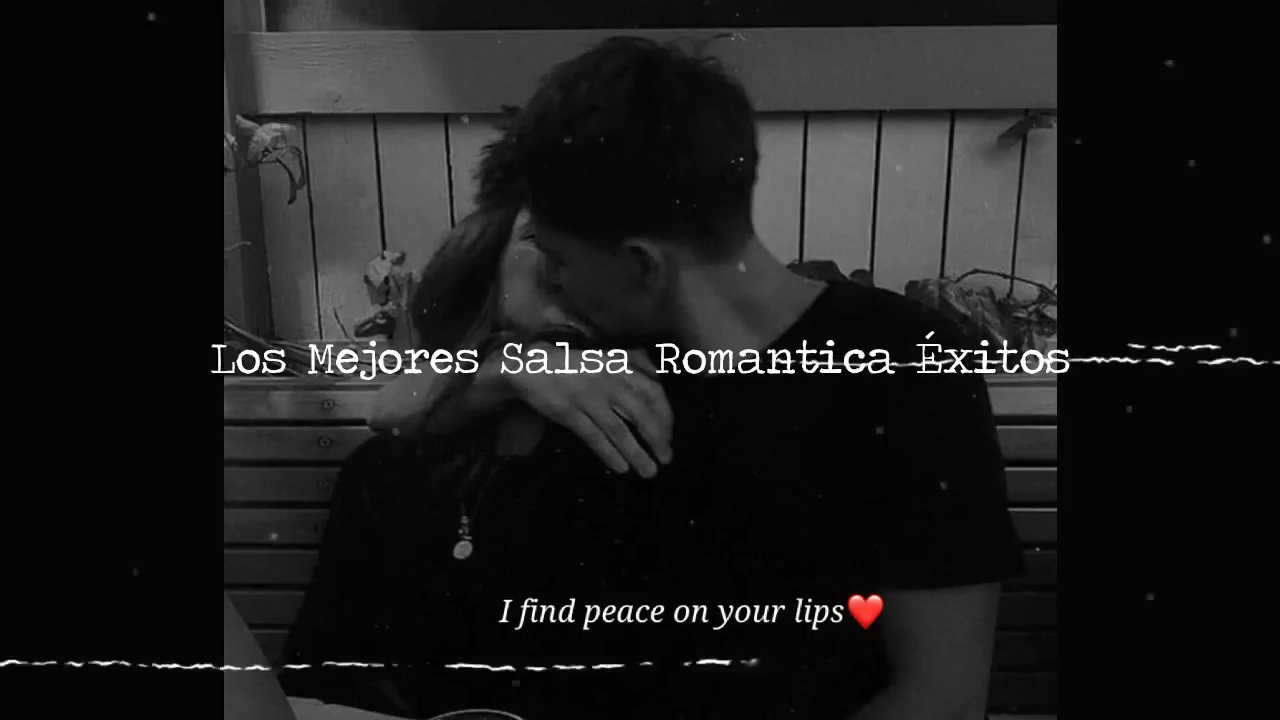 Los Mejores Salsa Romantica Éxitos
I find peace on your lips❤️